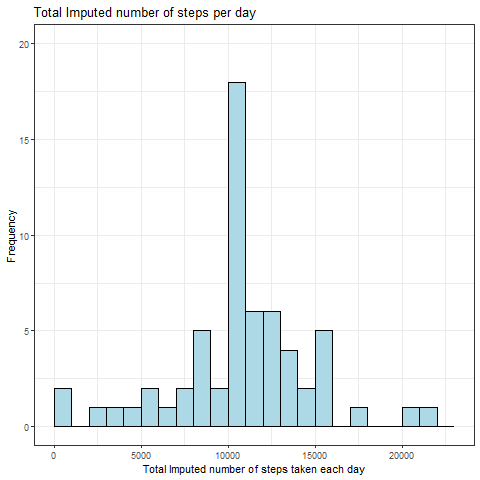 Total Imputed number of steps per day
20
15
10
5
0
Frequency
0 5000 10000 15000 20000
Total Imputed number of steps taken each day